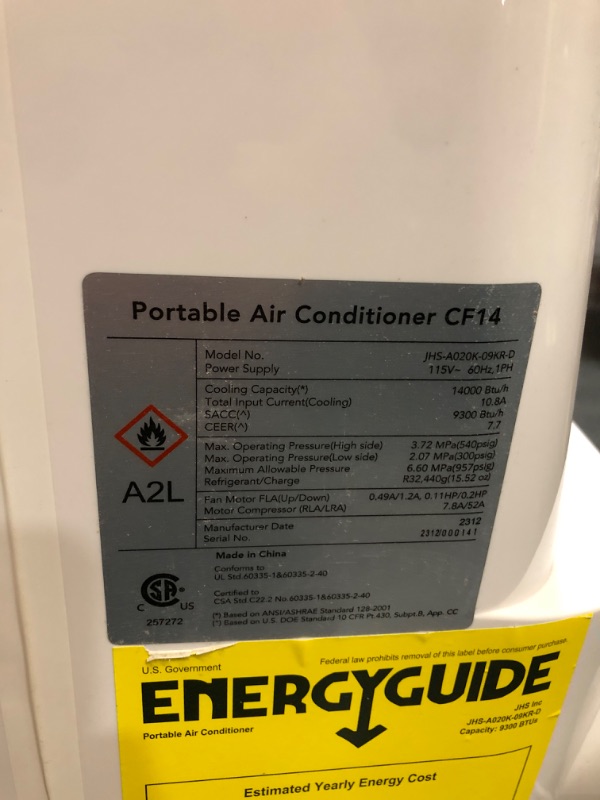 Portable Air Conditioner CF14
Model No. JHS-A020K-09KR-D
Power Supply 115V~ 60Hz,1PH
Cooling Capacity(*) 14000 Btu/h
Total Input Current(Cooling) 10.8A
SACC(^) 9300 Btu/h
CEER(^) 7.7
Max. Operating Pressure(High side) 3.72 MPa(540psig)
Max. Operating Pressure(Low side) 2.07 MPa(300psig)
Maximum Allowable Pressure 6.60 MPa(957psig)
Refrigerant/Charge R32,440g(15.52 oz)
A2L
Fan Motor FLA(Up/Down) 0.49A/1.2A, 0.11HP/0.2HP
Motor Compressor (RLA/LRA) 7.8A/52A
Manufacturer Date 2312
Serial No. 2312000141
Made in China
Conforms to
UL Std.60335-1&60335-2-40
Certified to
CSA Std.C22.2 No.60335-1&60335-2-40
(*) Based on ANSI/ASHRAE Standard 128-2001
(^) Based on U.S. DOE Standard 10 CFR Pt.430, Subpt.B, App. CC
C SA US
257272
U.S. Government
Federal law prohibits removal of this label before consumer purchase.
ENERGYGUIDE
Portable Air Conditioner
JHS Inc
JHS-A020K-09KR-D
Capacity: 9300 BTUs
Estimated Yearly Energy Cost